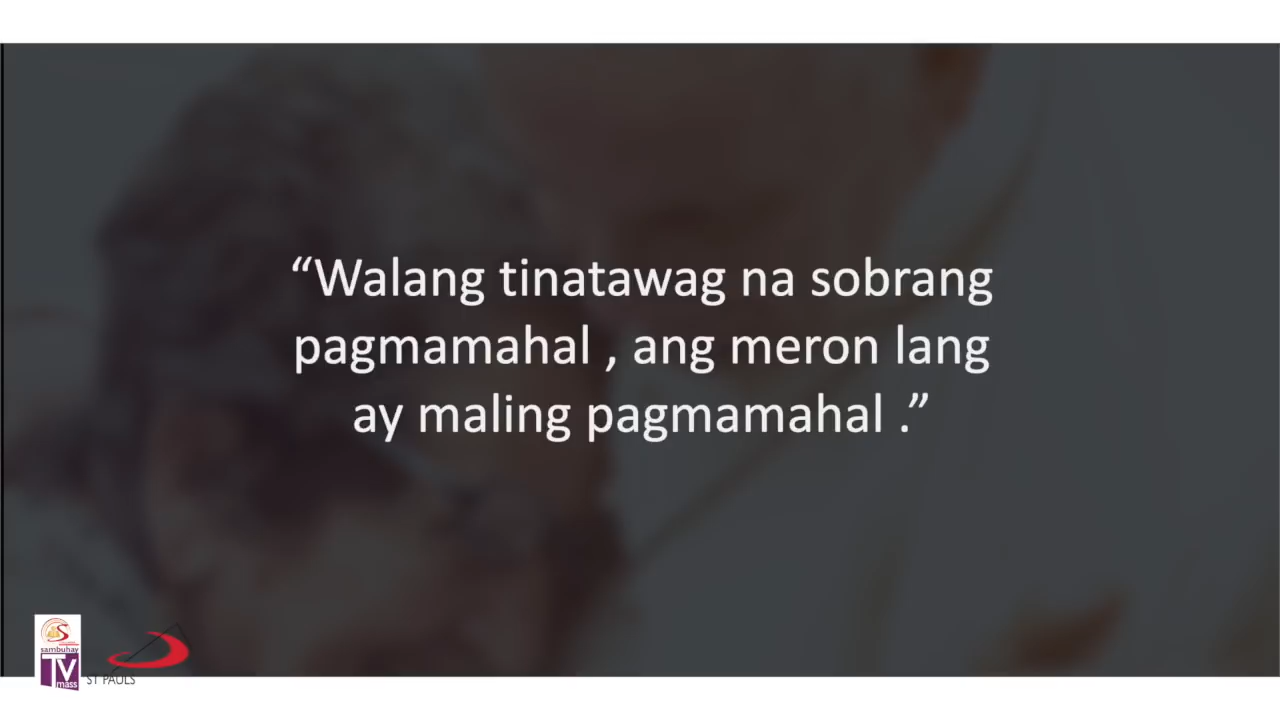 “Walang tinatawag na sobrang
pagmamahal , ang meron lang
ay maling pagmamahal .”
sambuhay
TV
mass
ST PAULS